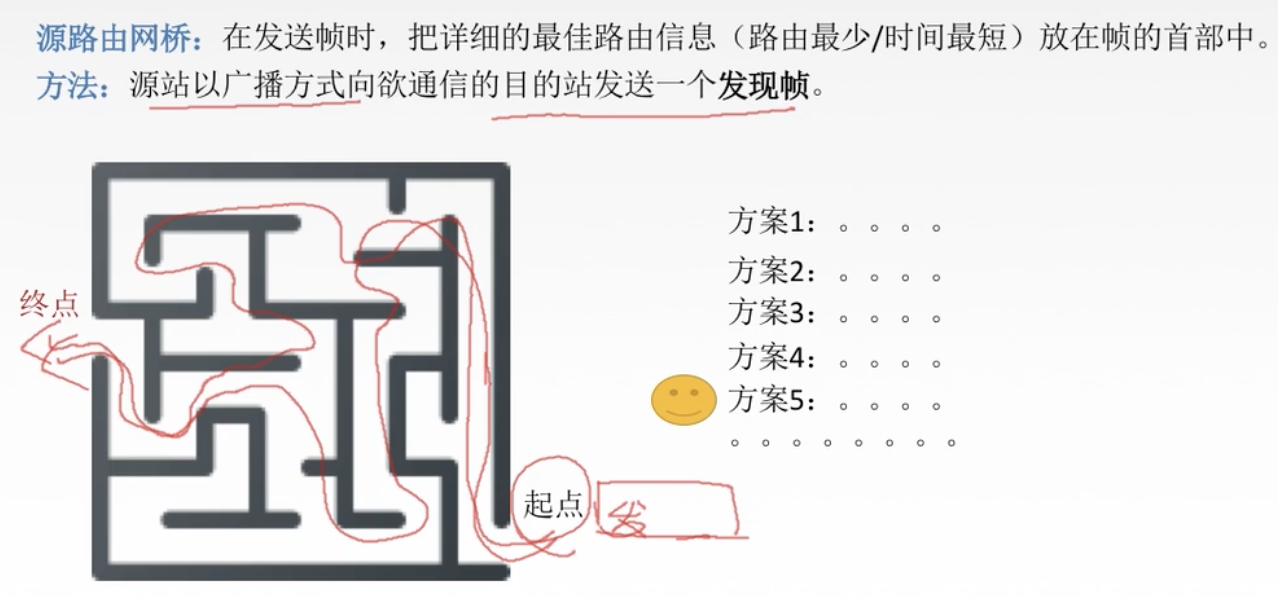 源路由网桥：在发送帧时，把详细的最佳路由信息（路由最少/时间最短）放在帧的首部中。
方法：源站以广播方式向欲通信的目的站发送一个发现帧。
方案1：。。。。
方案2：。。。。
终点
方案3：。。。。
方案4：。。。。
方案5：。。。。
。。。。。。。。
起点
发